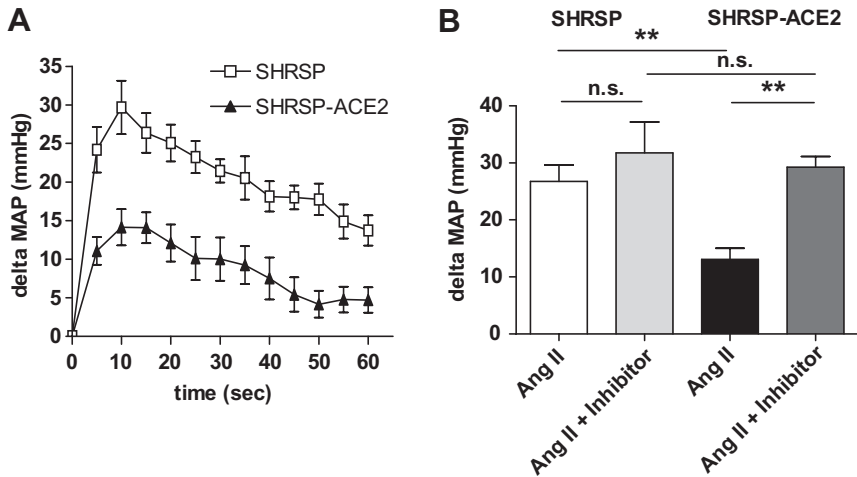 A
delta MAP (mmHg)
35
30
25
20
15
10
5
0
SHRSP
SHRSP-ACE2
0 10 20 30 40 50 60
time (sec)
B
SHRSP SHRSP-ACE2
**
n.s.
n.s.
**
delta MAP (mmHg)
40
30
20
10
0
Ang II
Ang II + Inhibitor
Ang II
Ang II + Inhibitor